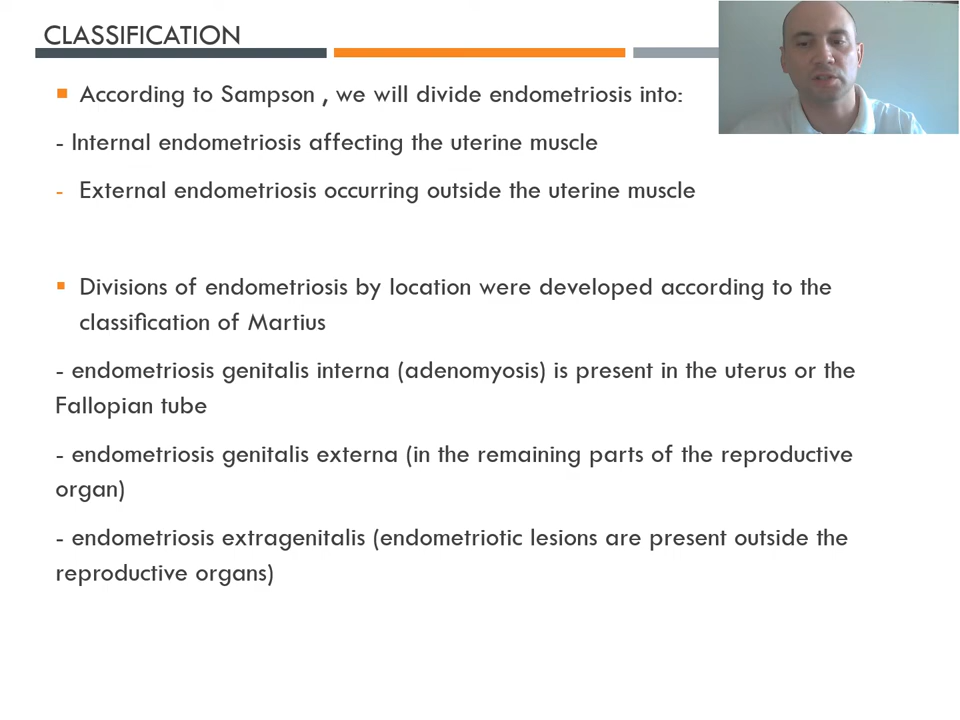 CLASSIFICATION
According to Sampson , we will divide endometriosis into:
- Internal endometriosis affecting the uterine muscle
- External endometriosis occurring outside the uterine muscle
Divisions of endometriosis by location were developed according to the
classification of Martius
- endometriosis genitalis interna (adenomyosis) is present in the uterus or the
Fallopian tube
- endometriosis genitalis externa (in the remaining parts of the reproductive
organ)
- endometriosis extragenitalis (endometriotic lesions are present outside the
reproductive organs)